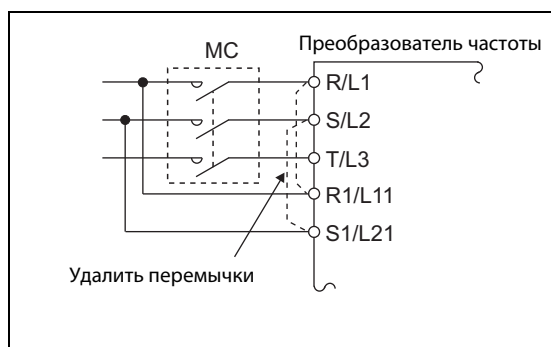 Преобразователь частоты
MC
R/L1
S/L2
T/L3
R1/L11
S1/L21
Удалить перемычки